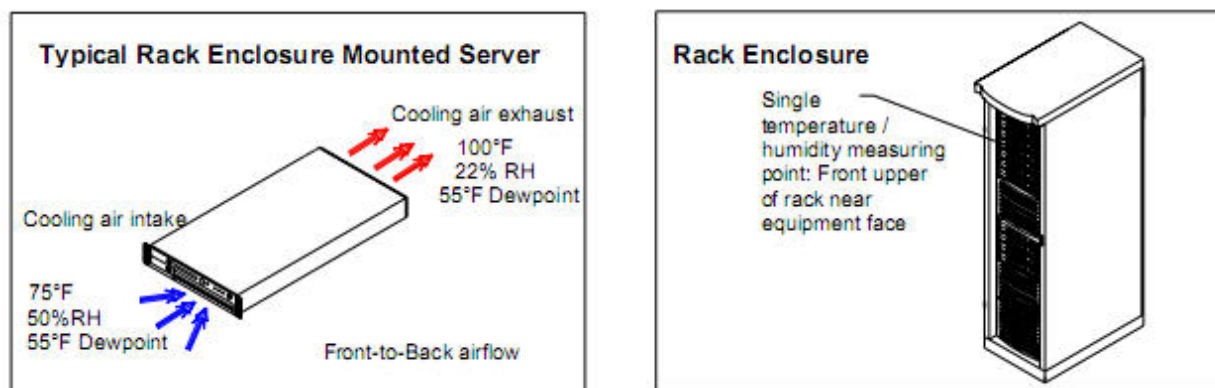 Typical Rack Enclosure Mounted Server
Cooling air exhaust
100°F
22% RH
55°F Dewpoint
Cooling air intake
75°F
50%RH
55°F Dewpoint
Front-to-Back airflow
Rack Enclosure
Single
temperature /
humidity measuring
point: Front upper
of rack near
equipment face